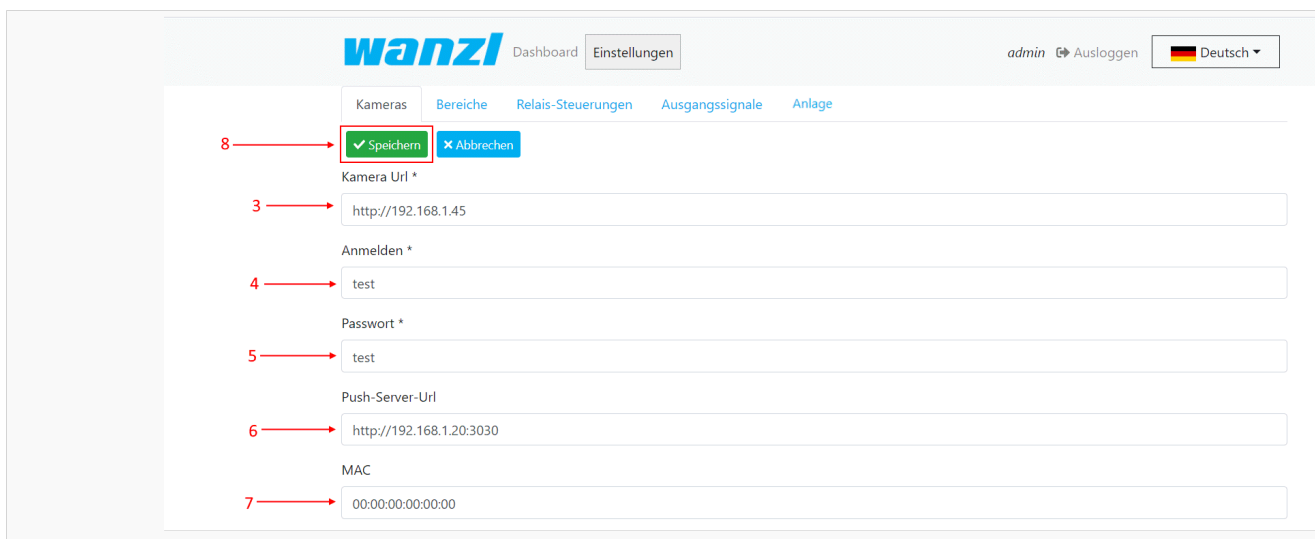 wanzl Dashboard Einstellungen admin Ausloggen Deutsch
Kameras Bereiche Relais-Steuerungen Ausgangssignale Anlage
8 Speichern Abbrechen
Kamera Url *
3 http://192.168.1.45
Anmelden *
4 test
Passwort *
5 test
Push-Server-Url
6 http://192.168.1.20:3030
MAC
7 00:00:00:00:00:00